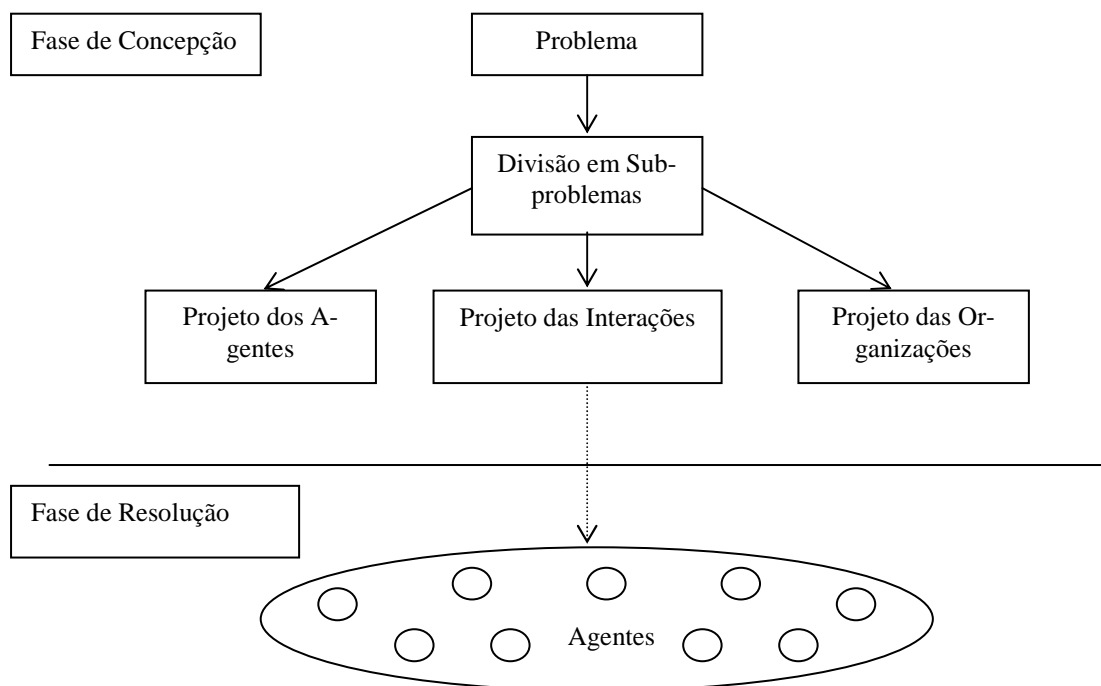 Fase de Concepção
Problema
Divisão em Sub-
problemas
Projeto dos A-
gentes
Projeto das Interações
Projeto das Or-
ganizações
Fase de Resolução
Agentes